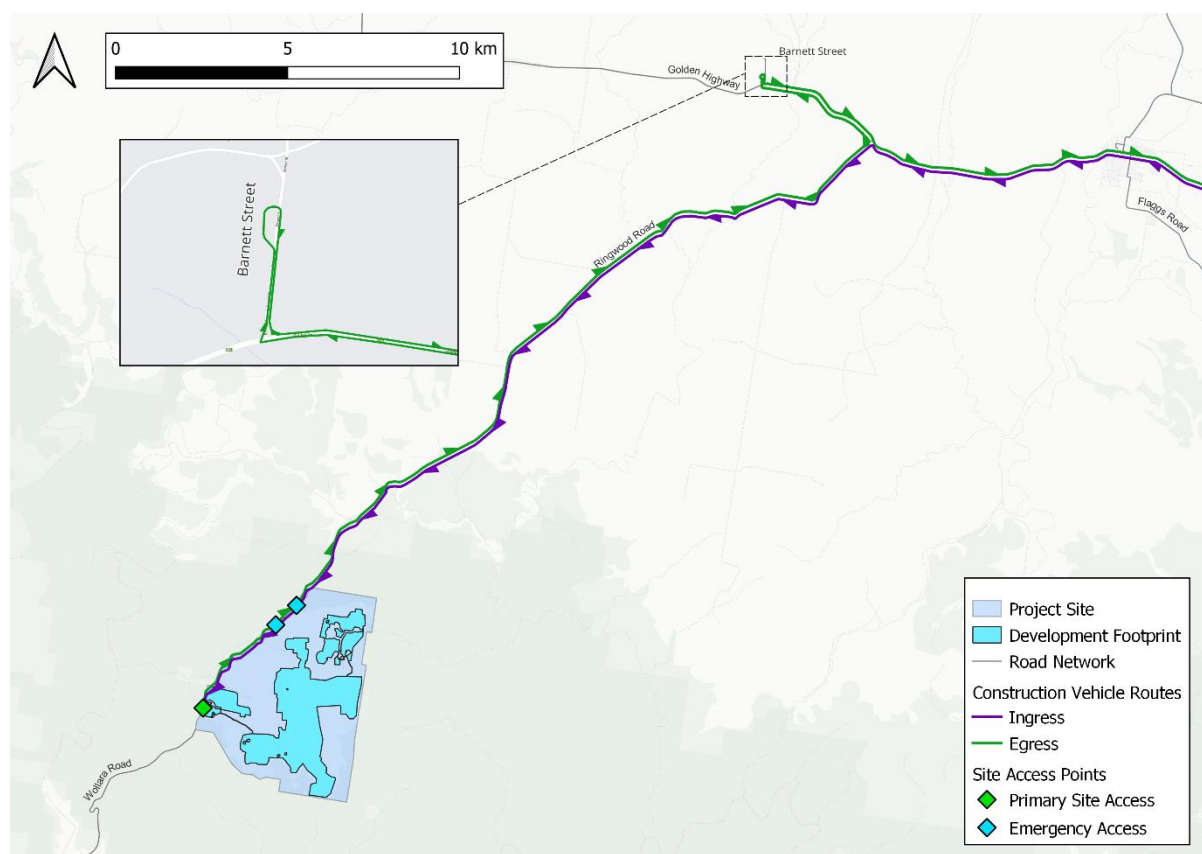 0 5 10 km
Barnett Street
Golden Highway
Barnett Street
Flaggs Road
Ringwood Road
Wollara Road
Project Site
Development Footprint
Road Network
Construction Vehicle Routes
Ingress
Egress
Site Access Points
Primary Site Access
Emergency Access